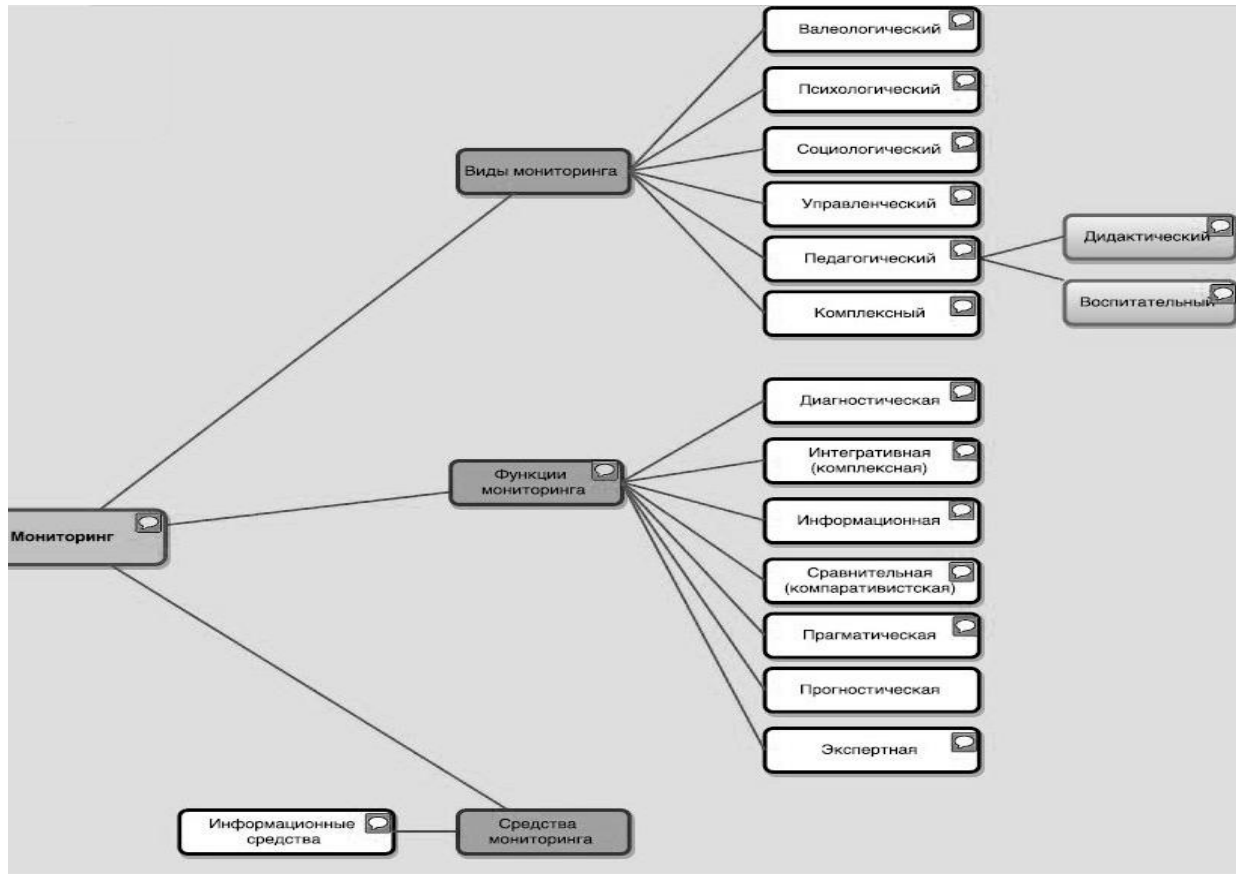 Валеологический
Психологический
Социологический
Виды мониторинга
Управленческий
Педагогический
Дидактический
Воспитательный
Комплексный
Диагностическая
Функции
мониторинга
Интегративная
(комплексная)
Информационная
Мониторинг
Сравнительная
(компаративистская)
Прагматическая
Прогностическая
Экспертная
Информационные
средства
Средства
мониторинга